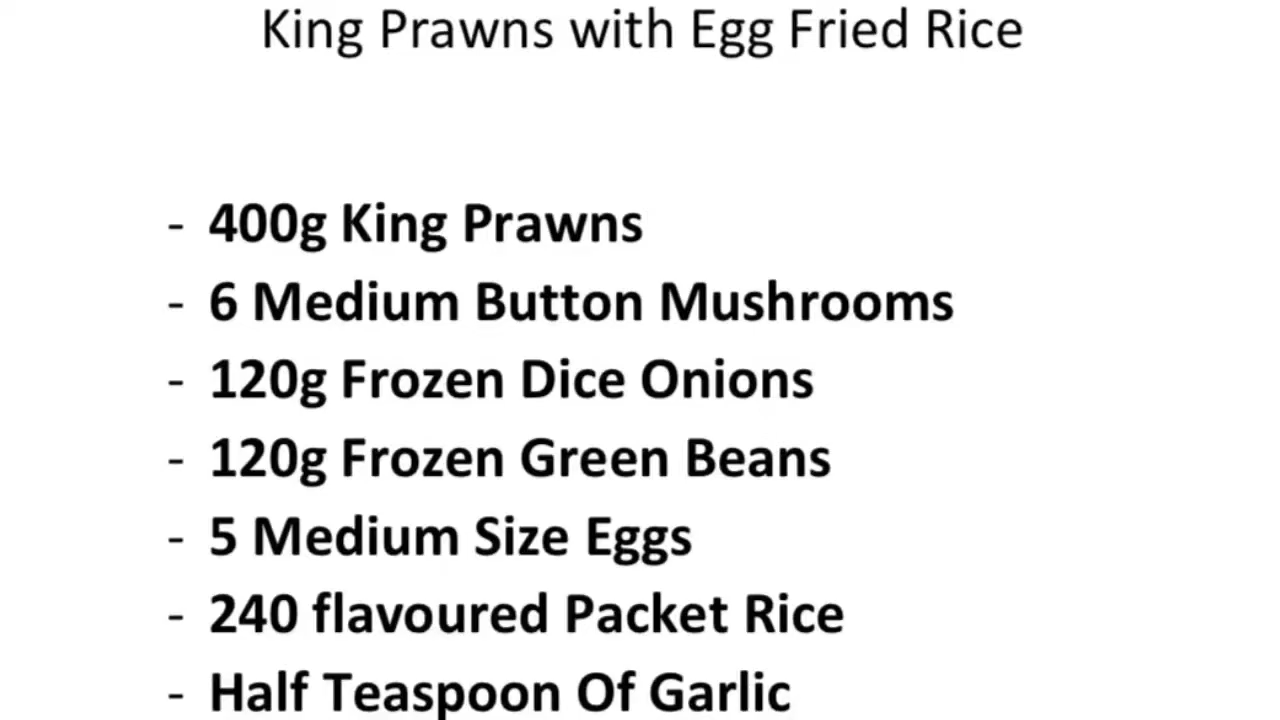 King Prawns with Egg Fried Rice
- 400g King Prawns
- 6 Medium Button Mushrooms
- 120g Frozen Dice Onions
- 120g Frozen Green Beans
- 5 Medium Size Eggs
- 240 flavoured Packet Rice
- Half Teaspoon Of Garlic